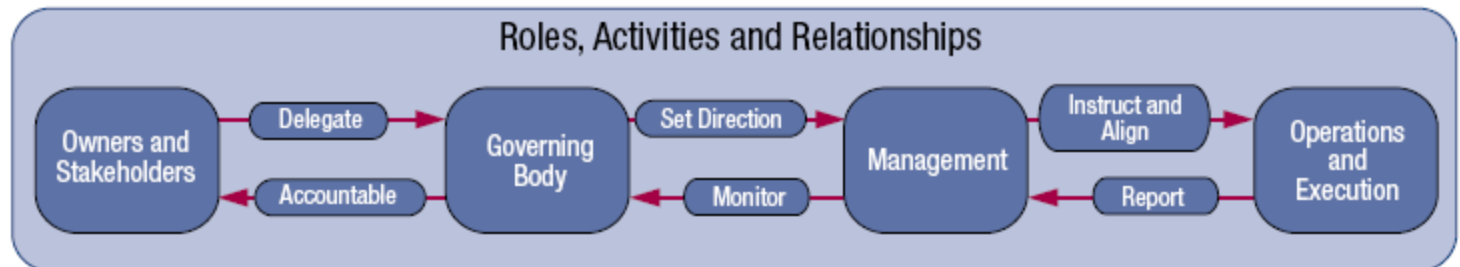 Roles, Activities and Relationships
Owners and
Stakeholders
Delegate
Accountable
Governing
Body
Set Direction
Monitor
Management
Instruct and
Align
Report
Operations
and
Execution